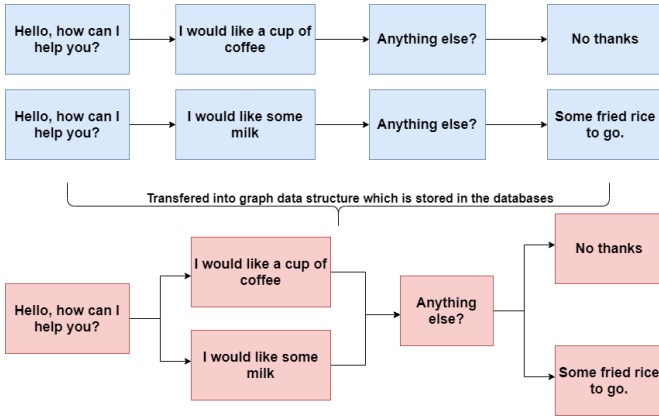 Hello, how can I
help you?
I would like a cup of
coffee
Anything else?
No thanks
Hello, how can I
help you?
I would like some
milk
Anything else?
Some fried rice
to go.
Transfered into graph data structure which is stored in the databases
Hello, how can I
help you?
I would like a cup of
coffee
I would like some
milk
Anything
else?
No thanks
Some fried rice
to go.